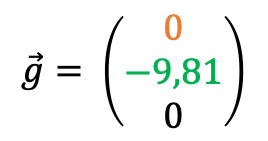 0
g⃗ = ( −9,81 )
0